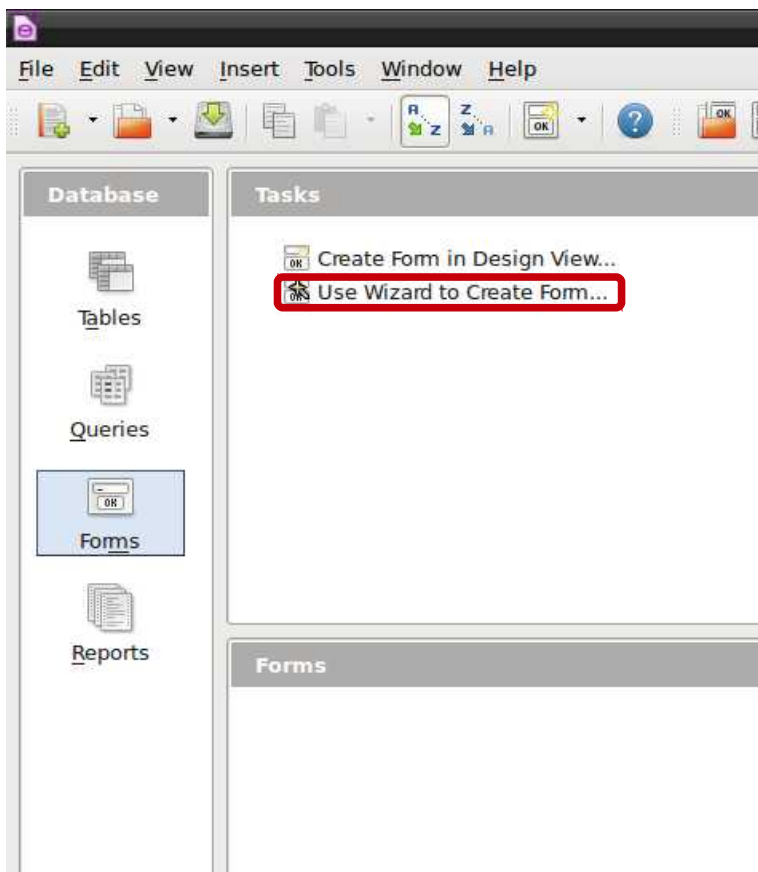 File Edit View Insert Tools Window Help
Database
Tables
Queries
Forms
Reports
Tasks
Create Form in Design View...
Use Wizard to Create Form...
Forms